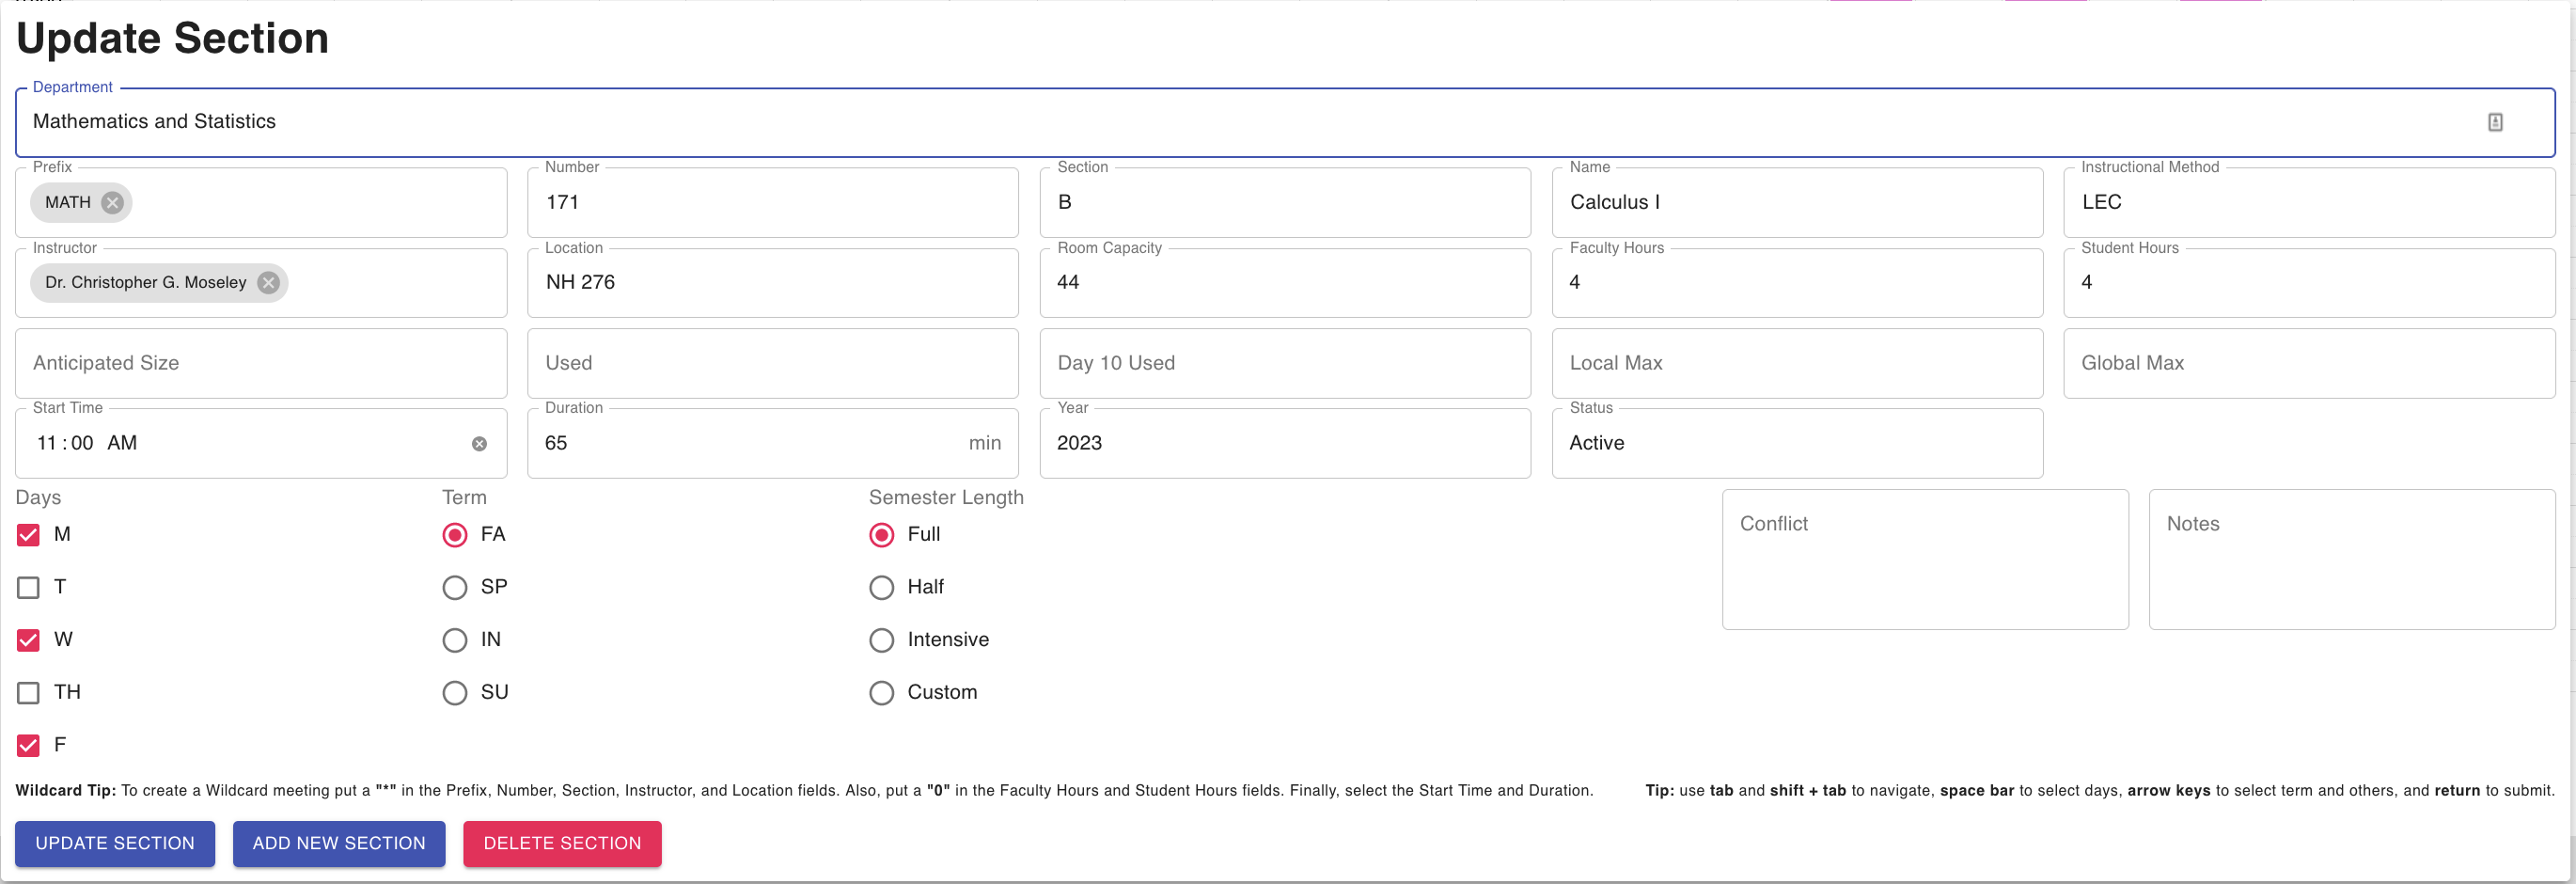 Update Section
Department
Mathematics and Statistics
Prefix Number Section Name Instructional Method
MATH 171 B Calculus I LEC
Instructor Location Room Capacity Faculty Hours Student Hours
Dr. Christopher G. Moseley NH 276 44 4 4
Anticipated Size Used Day 10 Used Local Max Global Max
Start Time Duration Year Status
11:00 AM 65 min 2023 Active
Days Term Semester Length
Conflict Notes
M FA Full
T SP Half
W IN Intensive
TH SU Custom
F
Wildcard Tip: To create a Wildcard meeting put a "*" in the Prefix, Number, Section, Instructor, and Location fields. Also, put a "0" in the Faculty Hours and Student Hours fields. Finally, select the Start Time and Duration. Tip: use tab and shift + tab to navigate, space bar to select days, arrow keys to select term and others, and return to submit.
UPDATE SECTION ADD NEW SECTION DELETE SECTION